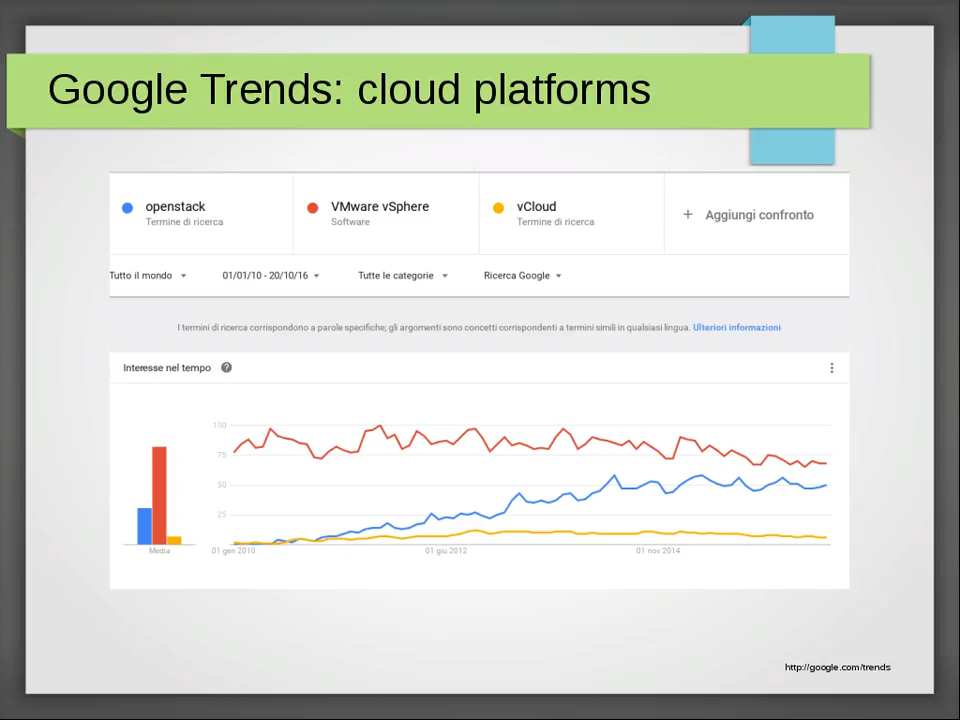 Google Trends: cloud platforms
openstack
Termine di ricerca
VMware vSphere
Software
vCloud
Termine di ricerca
+ Aggiungi confronto
Tutto il mondo
01/01/10 - 20/10/16
Tutte le categorie
Ricerca Google
I termini di ricerca corrispondono a parole specifiche; gli argomenti sono concetti corrispondenti a termini simili in qualsiasi lingua. Ulteriori informazioni
Interesse nel tempo ?
100
75
50
25
Media
01 gen 2010
01 giu 2012
01 nov 2014
http://google.com/trends